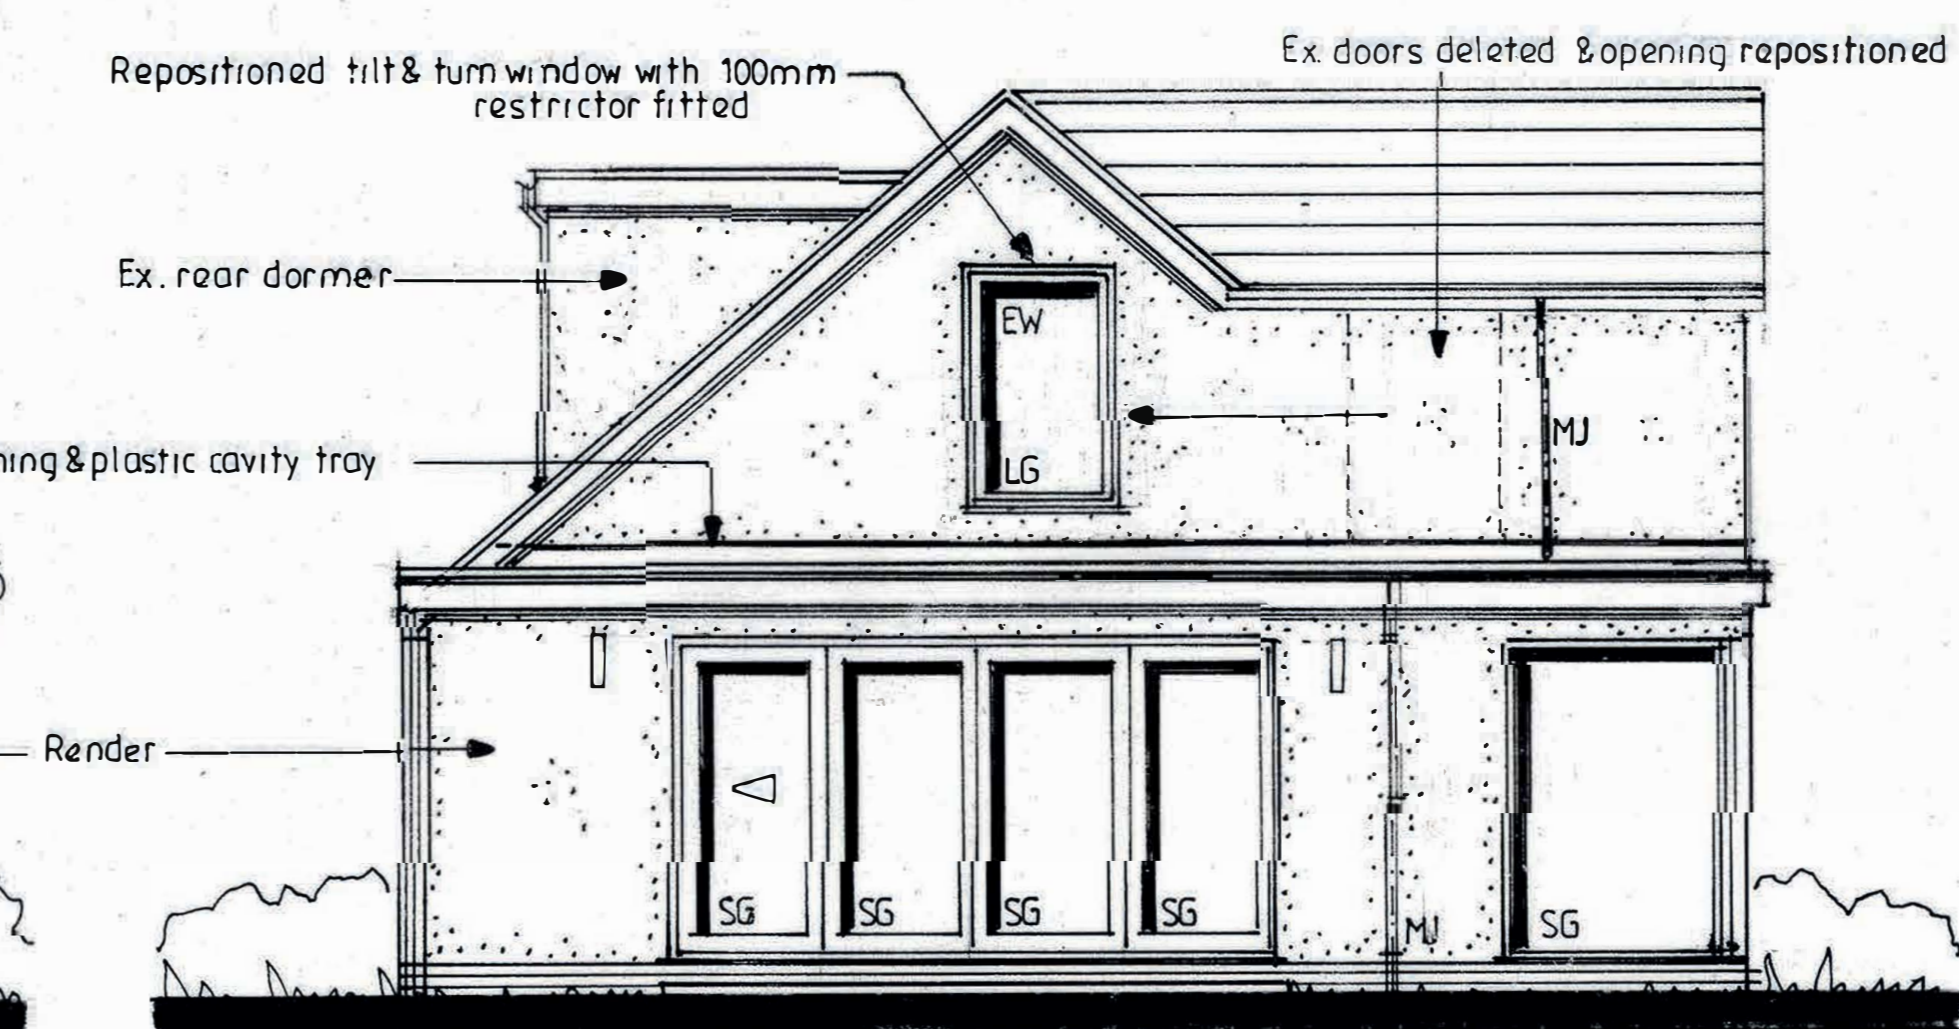 Ex. doors deleted & opening repositioned
Repositioned tilt & turn window with 100mm
restrictor fitted
Ex. rear dormer
EW
LG
MJ
ning & plastic cavity tray
Render
SG
SG
SG
SG
MJ
SG